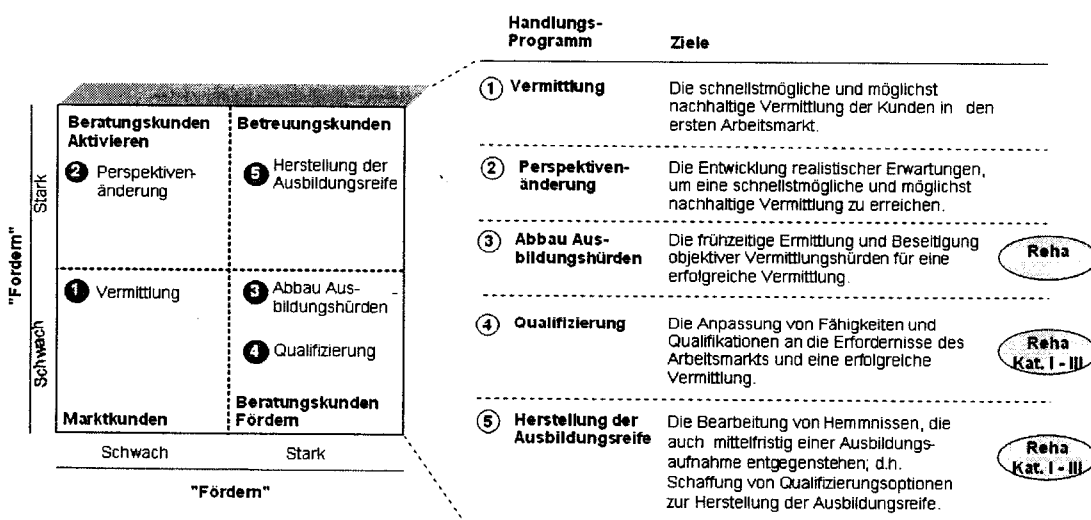 Beratungskunden
Aktivieren
2 Perspektiven-
änderung
Betreuungskunden
5 Herstellung der
Ausbildungsreife
1 Vermittlung
Marktkunden
3 Abbau Aus-
bildungshürden
4 Qualifizierung
Beratungskunden
Fördern
"Fordern"
Stark
Schwach
Schwach
Stark
"Fördern"
Handlungs-
Programm
Ziele
1 Vermittlung
Die schnellstmögliche und möglichst
nachhaltige Vermittlung der Kunden in den
ersten Arbeitsmarkt.
2 Perspektiven-
änderung
Die Entwicklung realistischer Erwartungen,
um eine schnellstmögliche und möglichst
nachhaltige Vermittlung zu erreichen.
3 Abbau Aus-
bildungshürden
Die frühzeitige Ermittlung und Beseitigung
objektiver Vermittlungshürden für eine
erfolgreiche Vermittlung.
Reha
4 Qualifizierung
Die Anpassung von Fähigkeiten und
Qualifikationen an die Erfordernisse des
Arbeitsmarkts und eine erfolgreiche
Vermittlung.
Reha
Kat. I - III
5 Herstellung der
Ausbildungsreife
Die Bearbeitung von Hemmnissen, die
auch mittelfristig einer Ausbildungs-
aufnahme entgegenstehen; d.h.
Schaffung von Qualifizierungsoptionen
zur Herstellung der Ausbildungsreife.
Reha
Kat. I - III